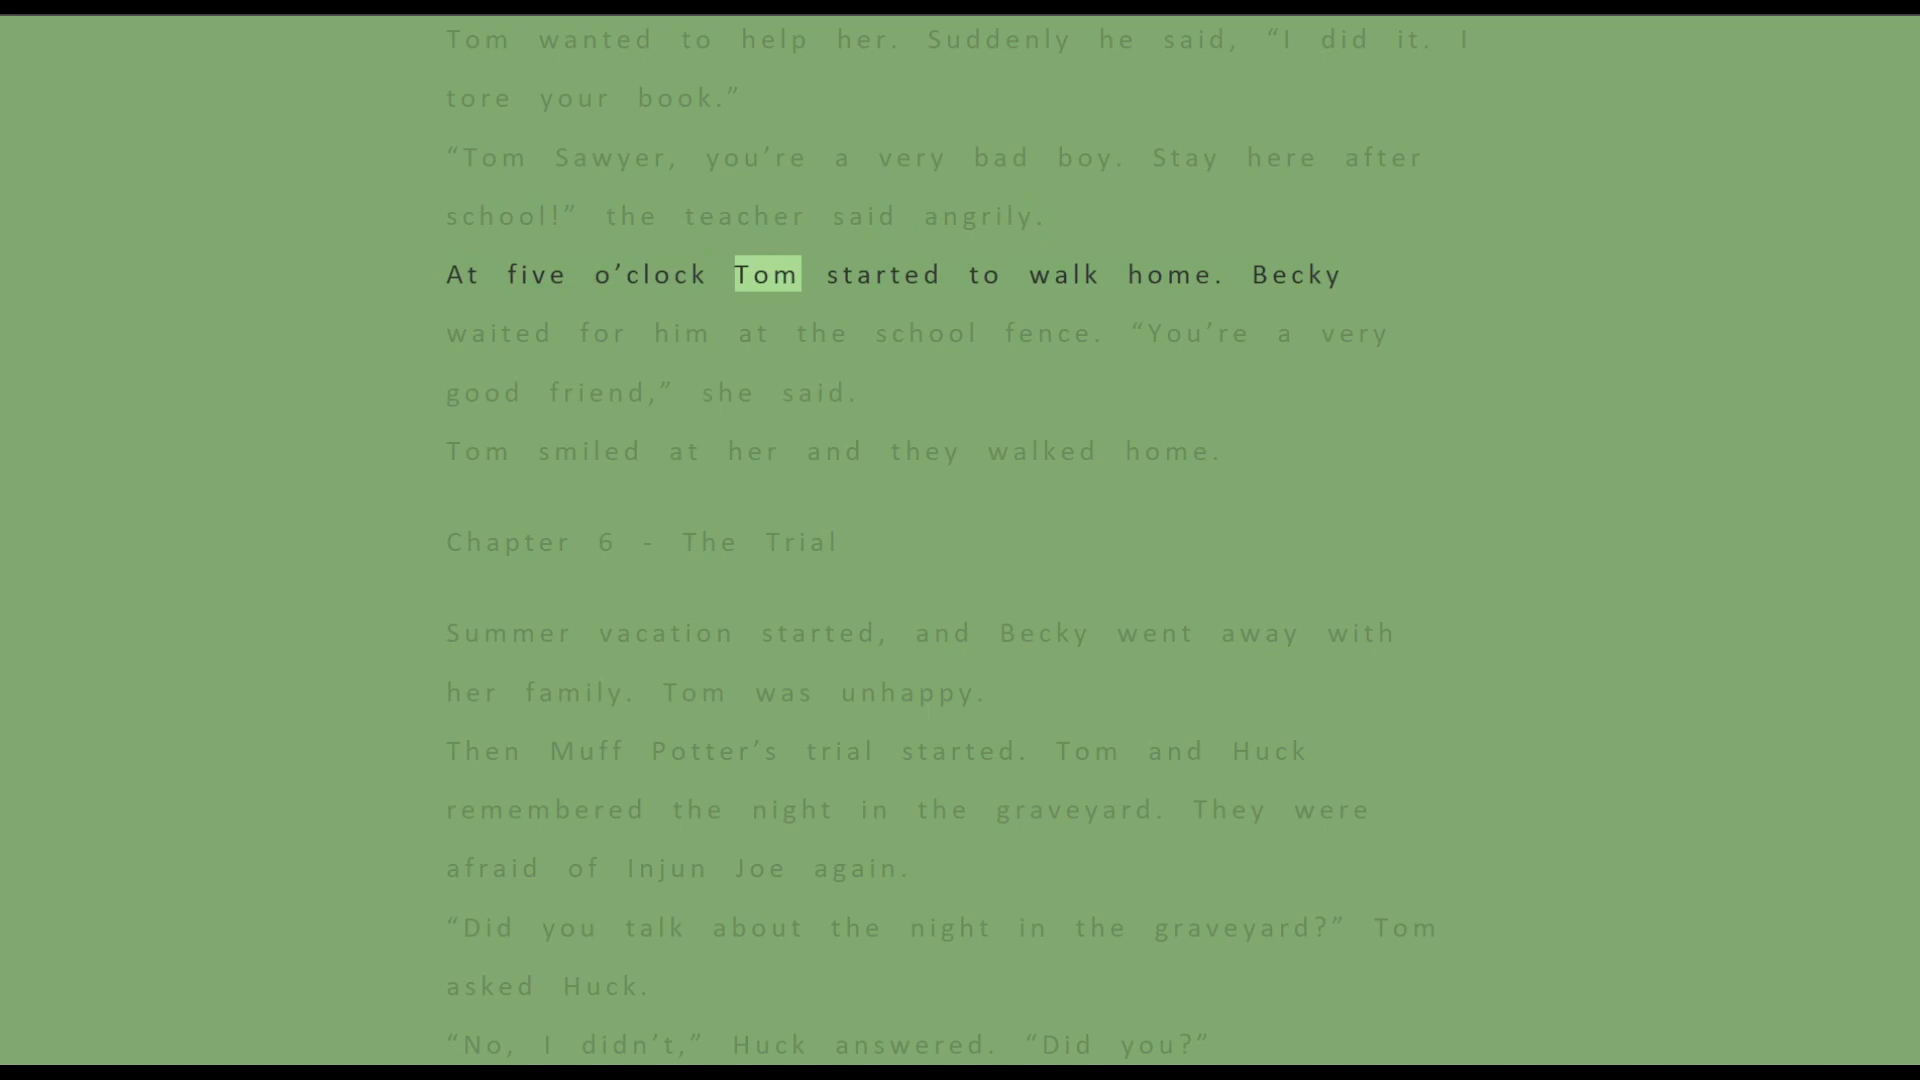 Tom wanted to help her. Suddenly he said, “I did it. I
tore your book.”
“Tom Sawyer, you’re a very bad boy. Stay here after
school!” the teacher said angrily.
At five o’clock Tom started to walk home. Becky
waited for him at the school fence. “You’re a very
good friend,” she said.
Tom smiled at her and they walked home.
Chapter 6 - The Trial
Summer vacation started, and Becky went away with
her family. Tom was unhappy.
Then Muff Potter’s trial started. Tom and Huck
remembered the night in the graveyard. They were
afraid of Injun Joe again.
“Did you talk about the night in the graveyard?” Tom
asked Huck.
“No, I didn’t,” Huck answered. “Did you?”